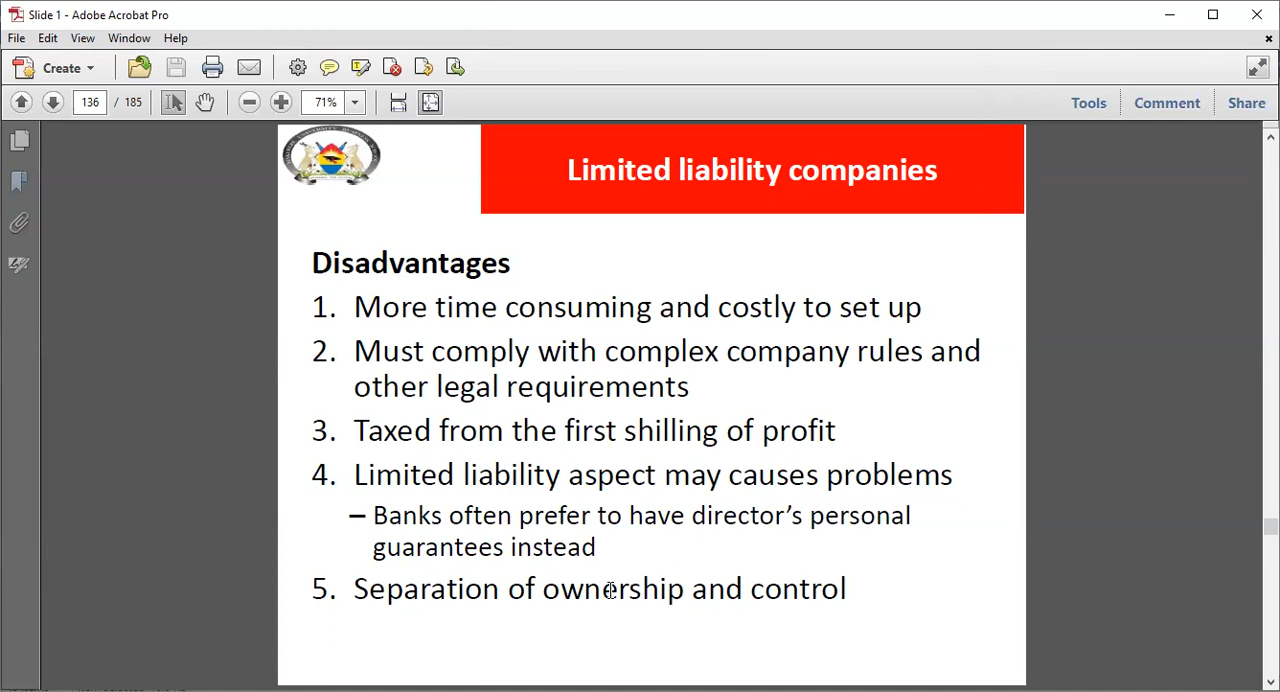 Slide 1 - Adobe Acrobat Pro
File Edit View Window Help
Create
136 / 185 71% Tools Comment Share
Limited liability companies
Disadvantages
1. More time consuming and costly to set up
2. Must comply with complex company rules and
other legal requirements
3. Taxed from the first shilling of profit
4. Limited liability aspect may causes problems
– Banks often prefer to have director’s personal
guarantees instead
5. Separation of ownership and control